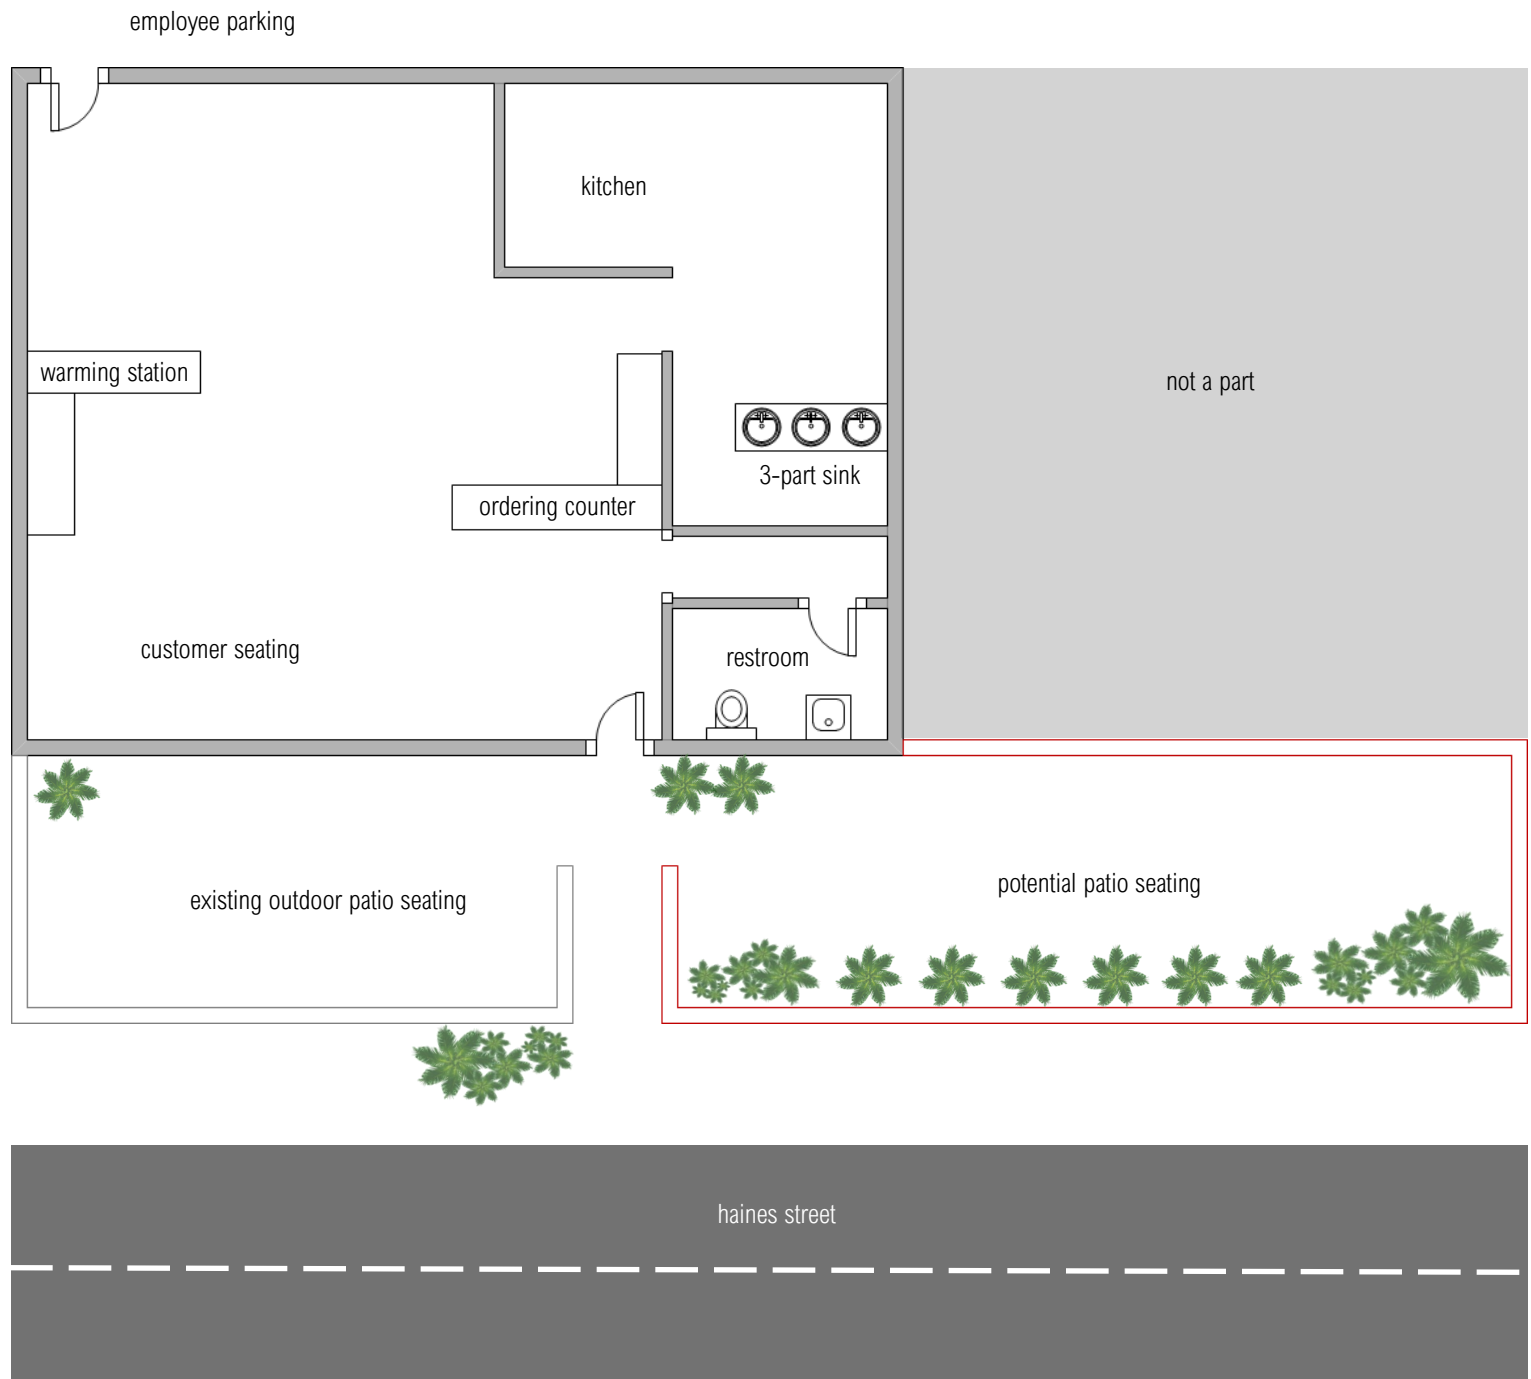 employee parking
kitchen
warming station
not a part
3-part sink
ordering counter
customer seating
restroom
existing outdoor patio seating
potential patio seating
haines street